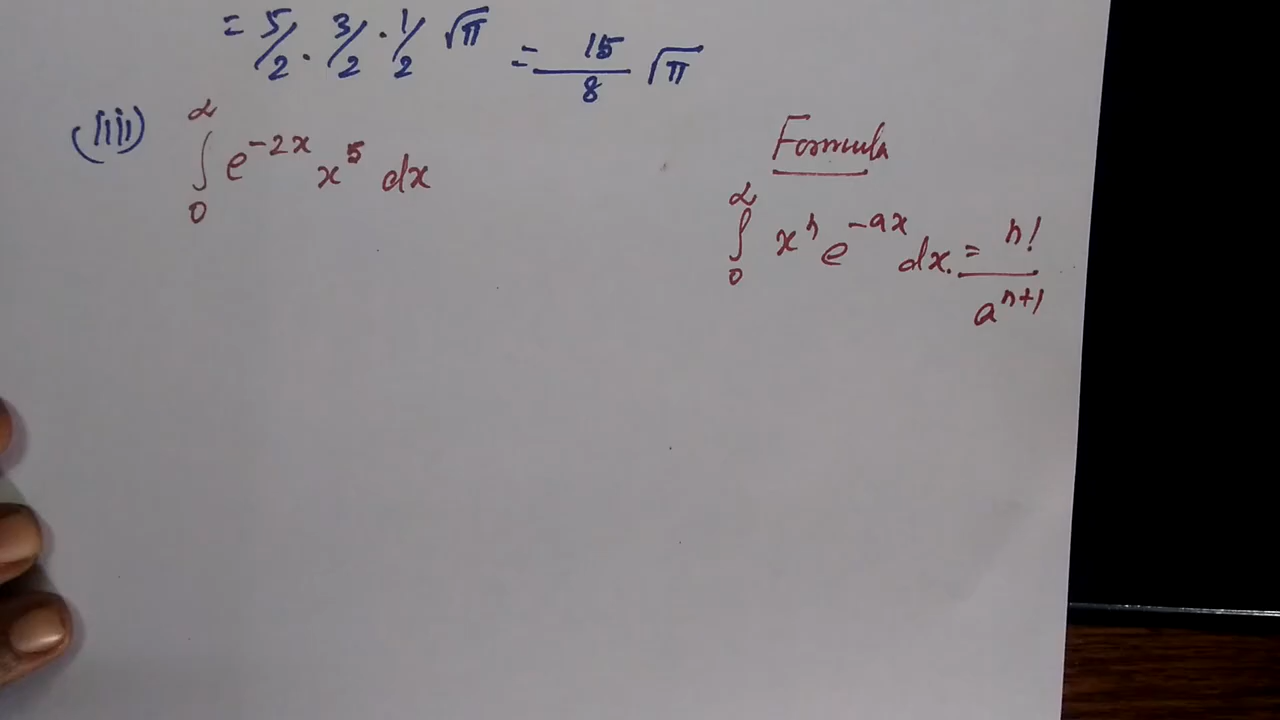 = 5/2 · 3/2 · 1/2 √π = 15/8 √π
(iii) ∫₀^∝ e^{-2x} x^5 dx
Formula
∫₀^∝ x^n e^{-ax} dx. = n!/a^{n+1}